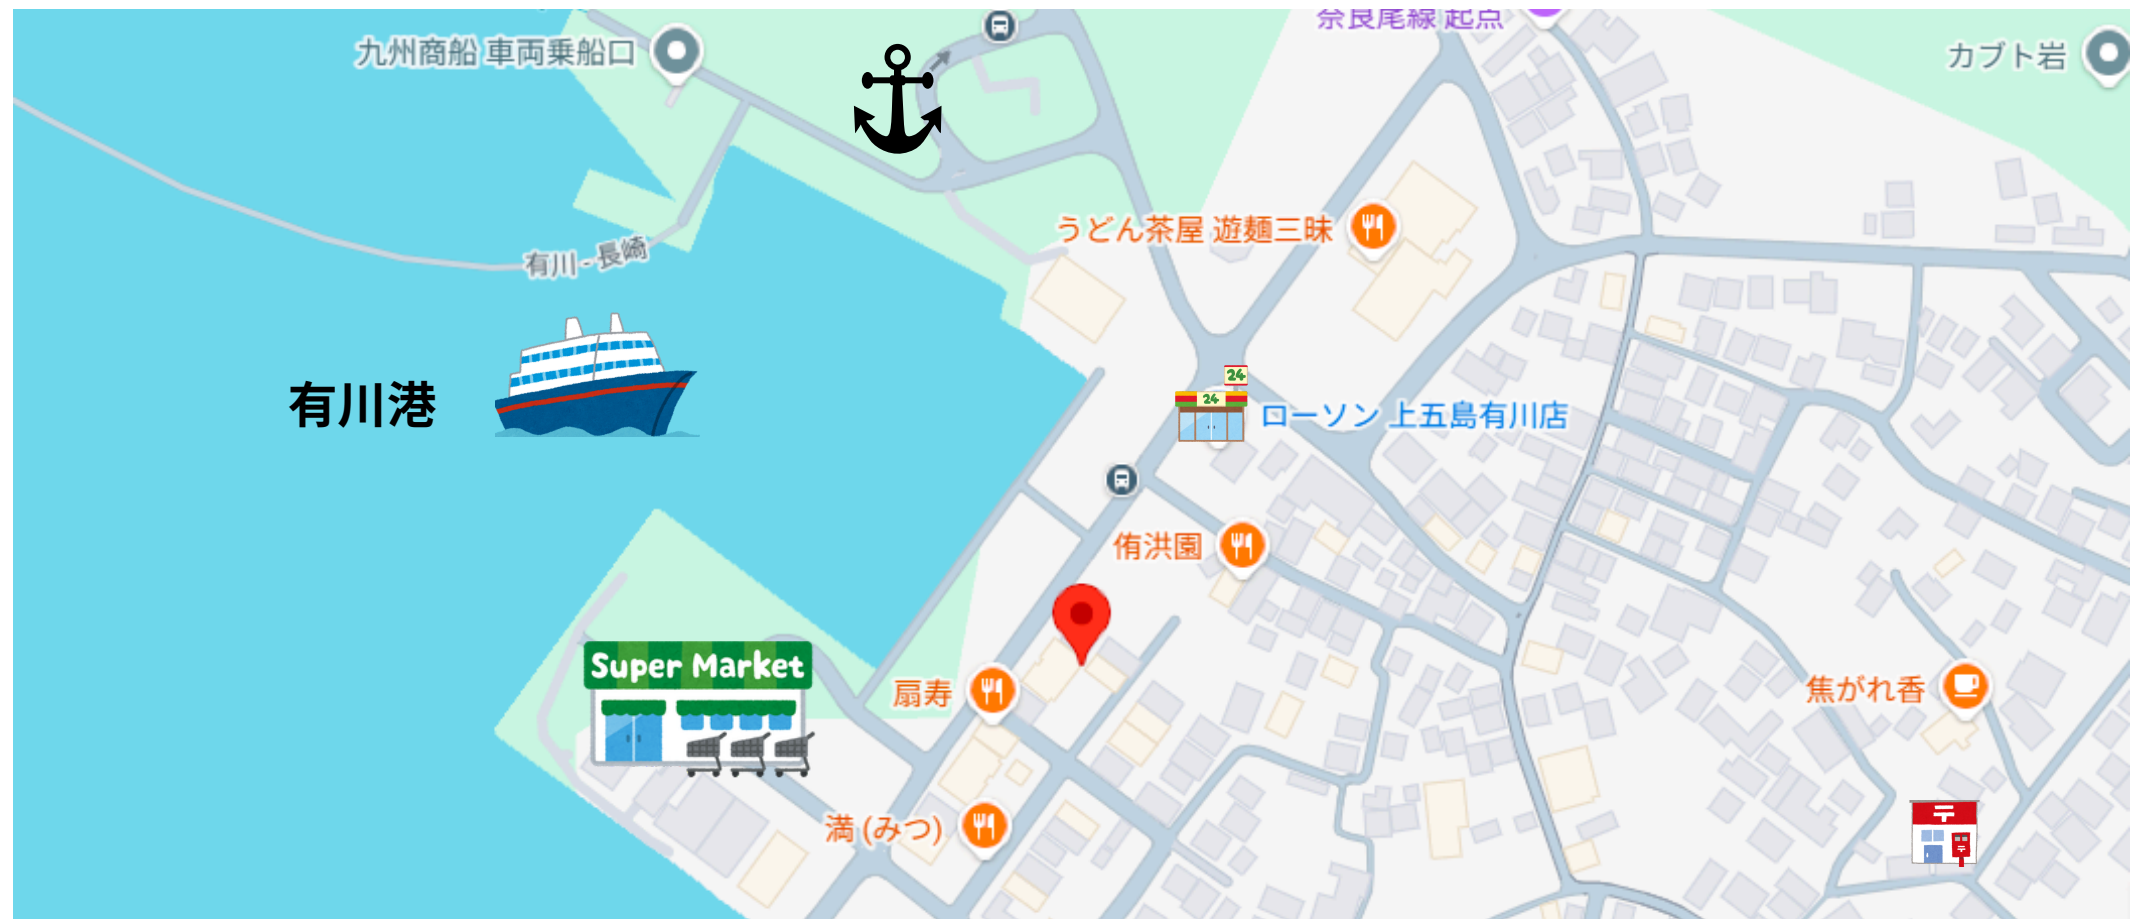 奈良尾線 起点
九州商船 車両乗船口
カブト岩
うどん茶屋 遊麺三昧
有川 - 長崎
有川港
24
24
ローソン 上五島有川店
侑洪園
Super Market
扇寿
焦がれ香
満 (みつ)
〒
〒